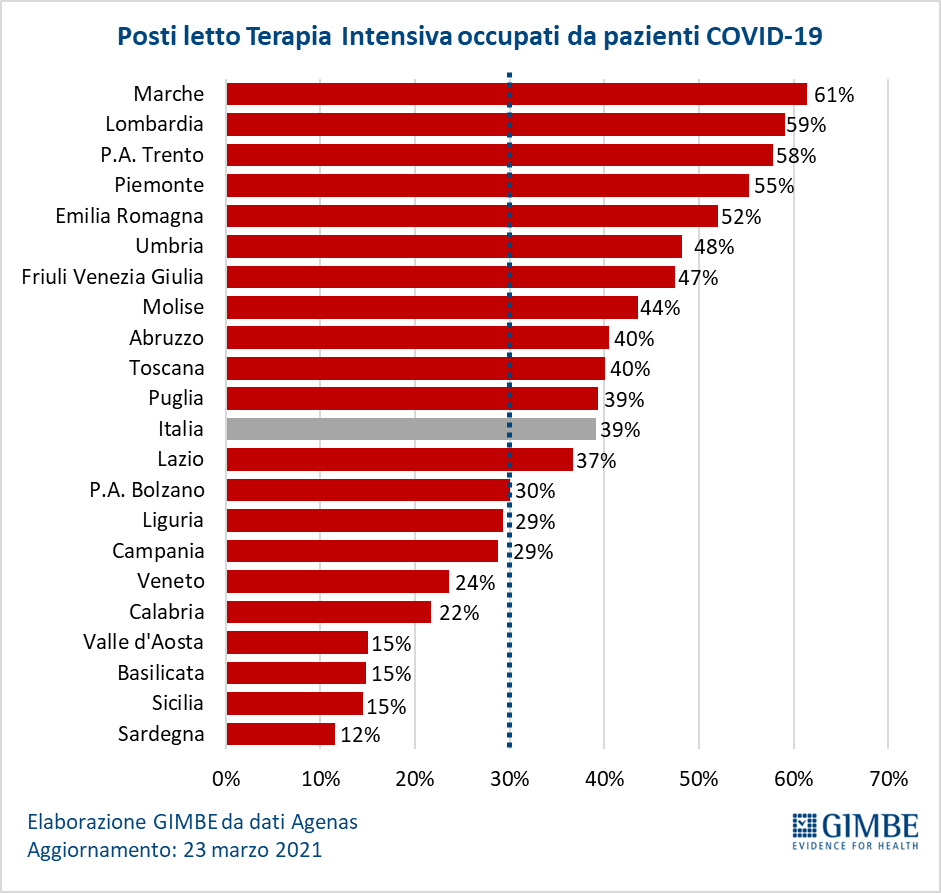 Posti letto Terapia Intensiva occupati da pazienti COVID-19
Marche 61%
Lombardia 59%
P.A. Trento 58%
Piemonte 55%
Emilia Romagna 52%
Umbria 48%
Friuli Venezia Giulia 47%
Molise 44%
Abruzzo 40%
Toscana 40%
Puglia 39%
Italia 39%
Lazio 37%
P.A. Bolzano 30%
Liguria 29%
Campania 29%
Veneto 24%
Calabria 22%
Valle d'Aosta 15%
Basilicata 15%
Sicilia 15%
Sardegna 12%
0% 10% 20% 30% 40% 50% 60% 70%
Elaborazione GIMBE da dati Agenas
Aggiornamento: 23 marzo 2021
GIMBE
EVIDENCE FOR HEALTH